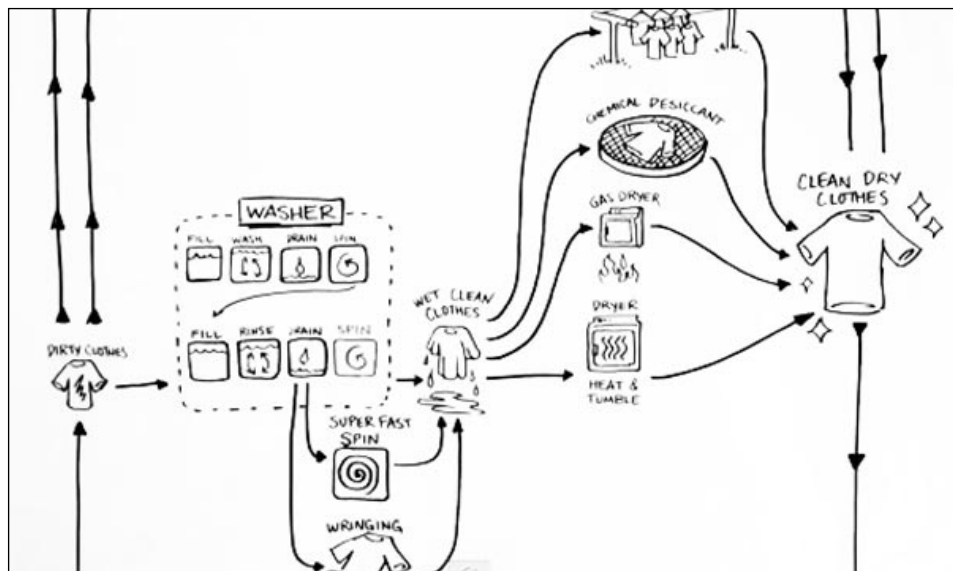 CHEMICAL DESICCANT
CLEAN DRY
CLOTHES
GAS DRYER
WASHER
FILL WASH DRAIN SPIN
WET CLEAN
CLOTHES
DRYER
FILL RINSE DRAIN SPIN
DIRTY CLOTHES
HEAT &
TUMBLE
SUPER FAST
SPIN
WRINGING